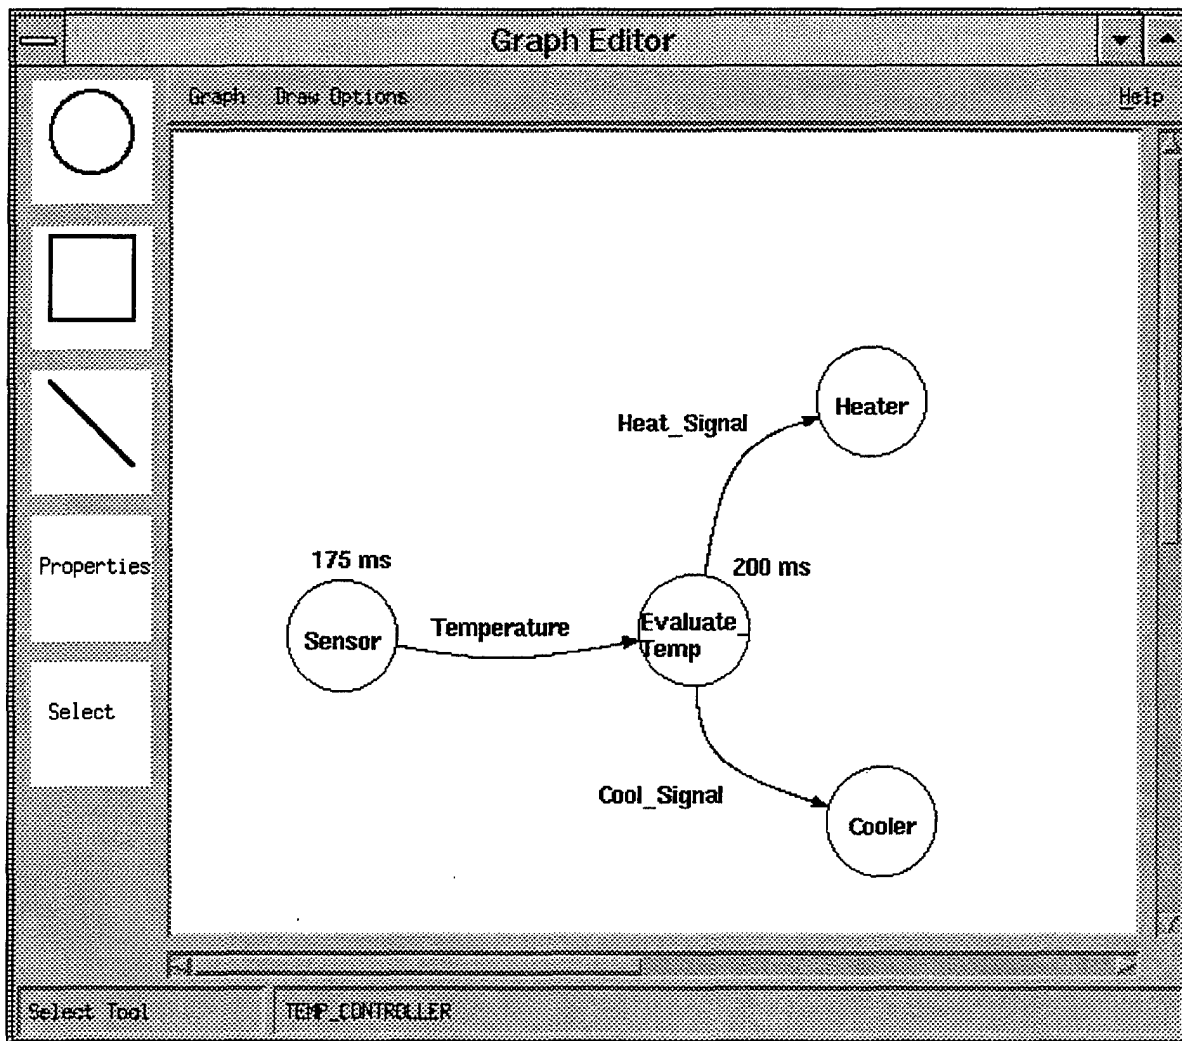 Graph Editor
Graph Draw Options Help
Heater
Heat_Signal
175 ms
200 ms
Properties
Sensor
Temperature
Evaluate_
Temp
Select
Cool_Signal
Cooler
Select Tool
TEMP_CONTROLLER